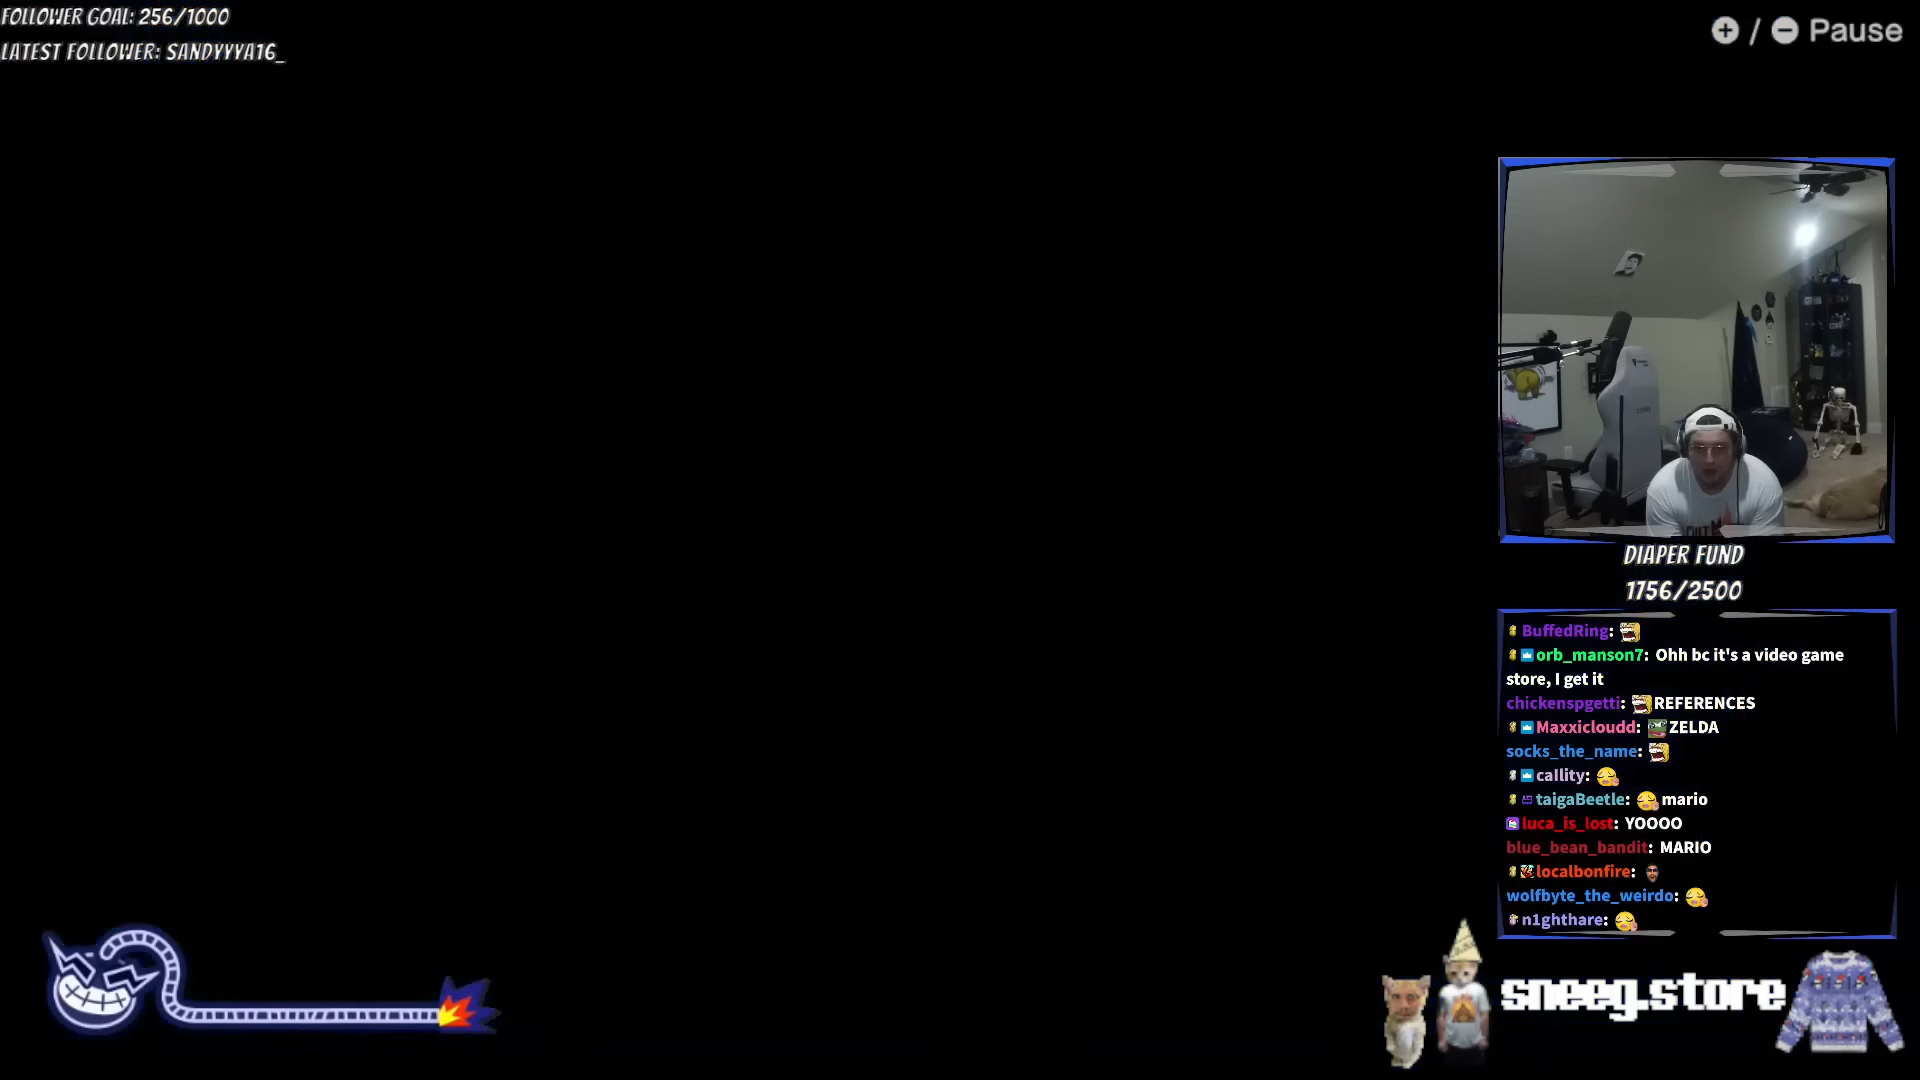 FOLLOWER GOAL: 256/1000
LATEST FOLLOWER: SANDYYYA16_
+ / − Pause
DIAPER FUND
1756/2500
BuffedRing:
orb_manson7: Ohh bc it's a video game
store, I get it
chickenspgetti: REFERENCES
Maxxicloudd: ZELDA
socks_the_name:
callity:
taigaBeetle: mario
luca_is_lost: YOOOO
blue_bean_bandit: MARIO
localbonfire:
wolfbyte_the_weirdo:
n1ghthare:
sneeg.store